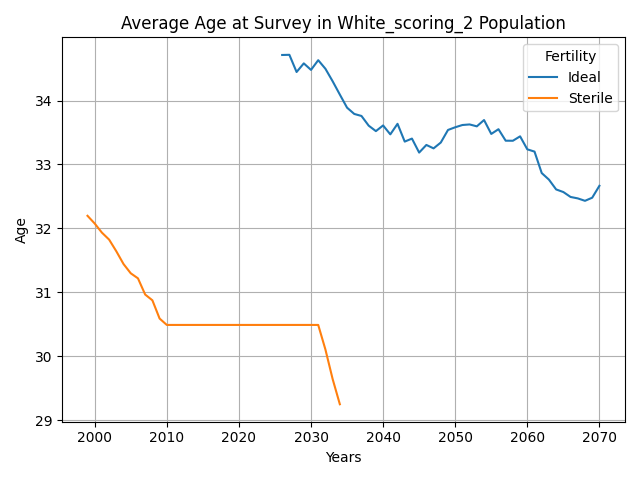 Average Age at Survey in White_scoring_2 Population
Fertility
Ideal
Sterile
Age
34
33
32
31
30
29
2000 2010 2020 2030 2040 2050 2060 2070
Years